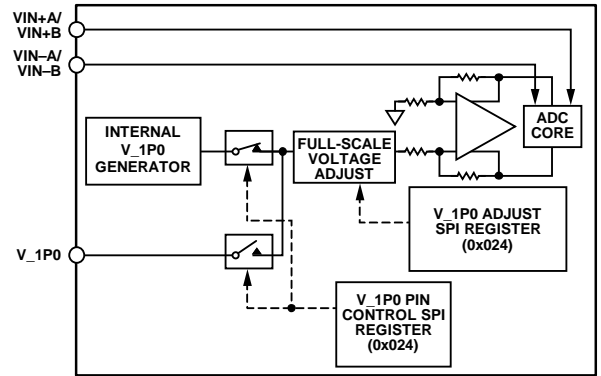 VIN+A/
VIN+B
VIN–A/
VIN–B
INTERNAL
V_1P0
GENERATOR
FULL-SCALE
VOLTAGE
ADJUST
ADC
CORE
V_1P0 ADJUST
SPI REGISTER
(0x024)
V_1P0
V_1P0 PIN
CONTROL SPI
REGISTER
(0x024)